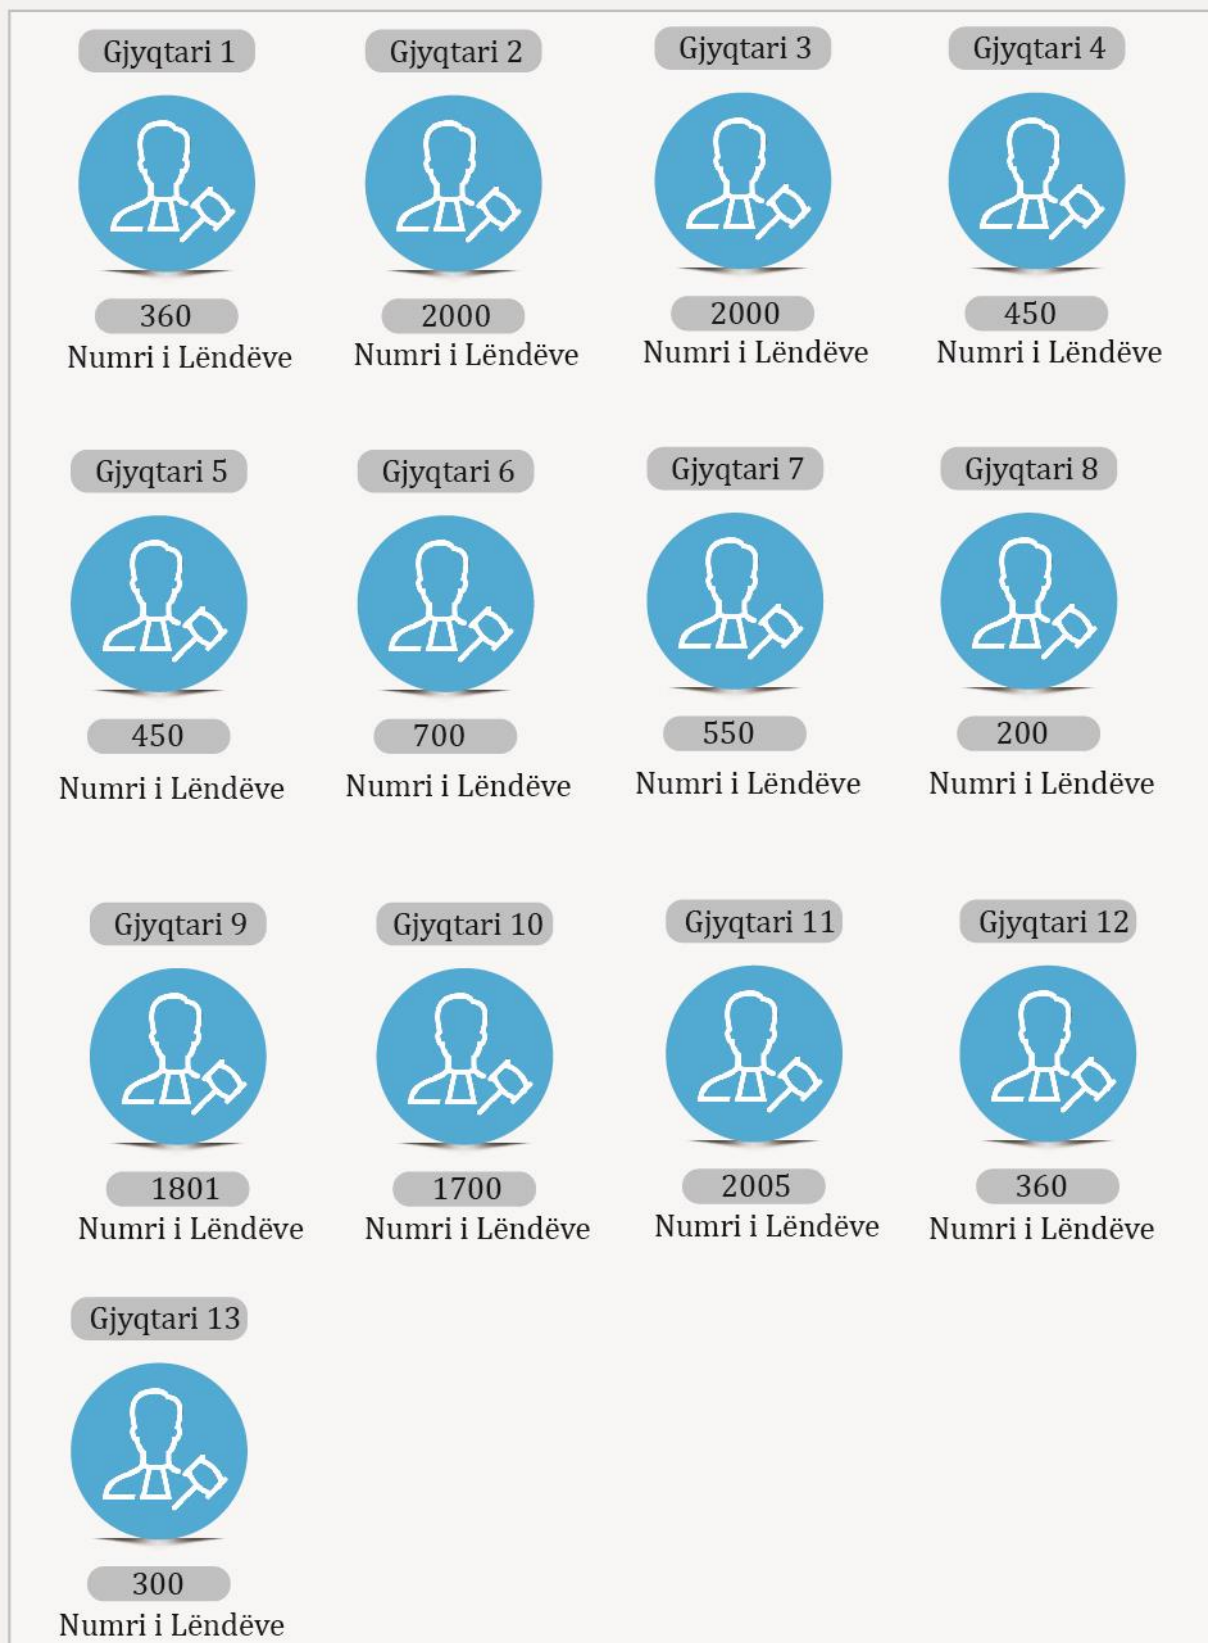 Gjyqtari 1
Gjyqtari 2
Gjyqtari 3
Gjyqtari 4
360
2000
2000
450
Numri i Lëndëve
Numri i Lëndëve
Numri i Lëndëve
Numri i Lëndëve
Gjyqtari 5
Gjyqtari 6
Gjyqtari 7
Gjyqtari 8
450
700
550
200
Numri i Lëndëve
Numri i Lëndëve
Numri i Lëndëve
Numri i Lëndëve
Gjyqtari 9
Gjyqtari 10
Gjyqtari 11
Gjyqtari 12
1801
1700
2005
360
Numri i Lëndëve
Numri i Lëndëve
Numri i Lëndëve
Numri i Lëndëve
Gjyqtari 13
300
Numri i Lëndëve